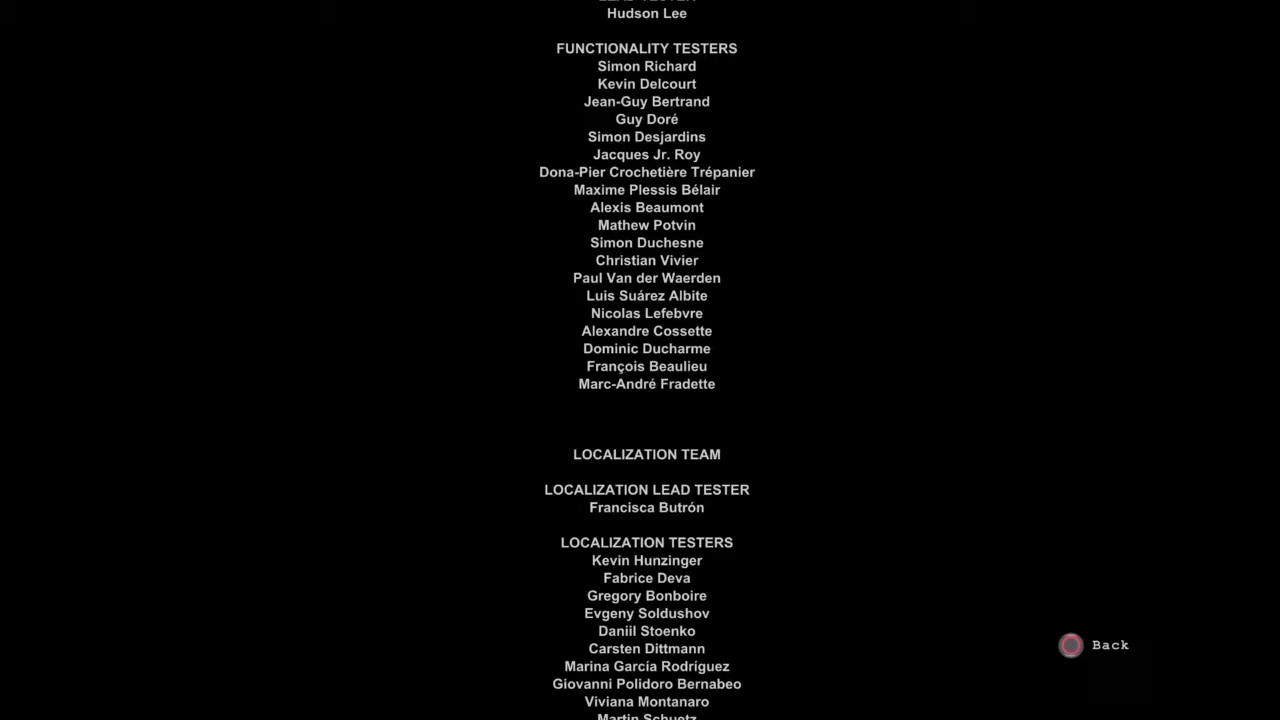 LEAD TESTER
Hudson Lee
FUNCTIONALITY TESTERS
Simon Richard
Kevin Delcourt
Jean-Guy Bertrand
Guy Doré
Simon Desjardins
Jacques Jr. Roy
Dona-Pier Crochetière Trépanier
Maxime Plessis Bélair
Alexis Beaumont
Mathew Potvin
Simon Duchesne
Christian Vivier
Paul Van der Waerden
Luis Suárez Albite
Nicolas Lefebvre
Alexandre Cossette
Dominic Ducharme
François Beaulieu
Marc-André Fradette
LOCALIZATION TEAM
LOCALIZATION LEAD TESTER
Francisca Butrón
LOCALIZATION TESTERS
Kevin Hunzinger
Fabrice Deva
Gregory Bonboire
Evgeny Soldushov
Daniil Stoenko
Carsten Dittmann
Back
Marina García Rodríguez
Giovanni Polidoro Bernabeo
Viviana Montanaro
Martin Schuetz